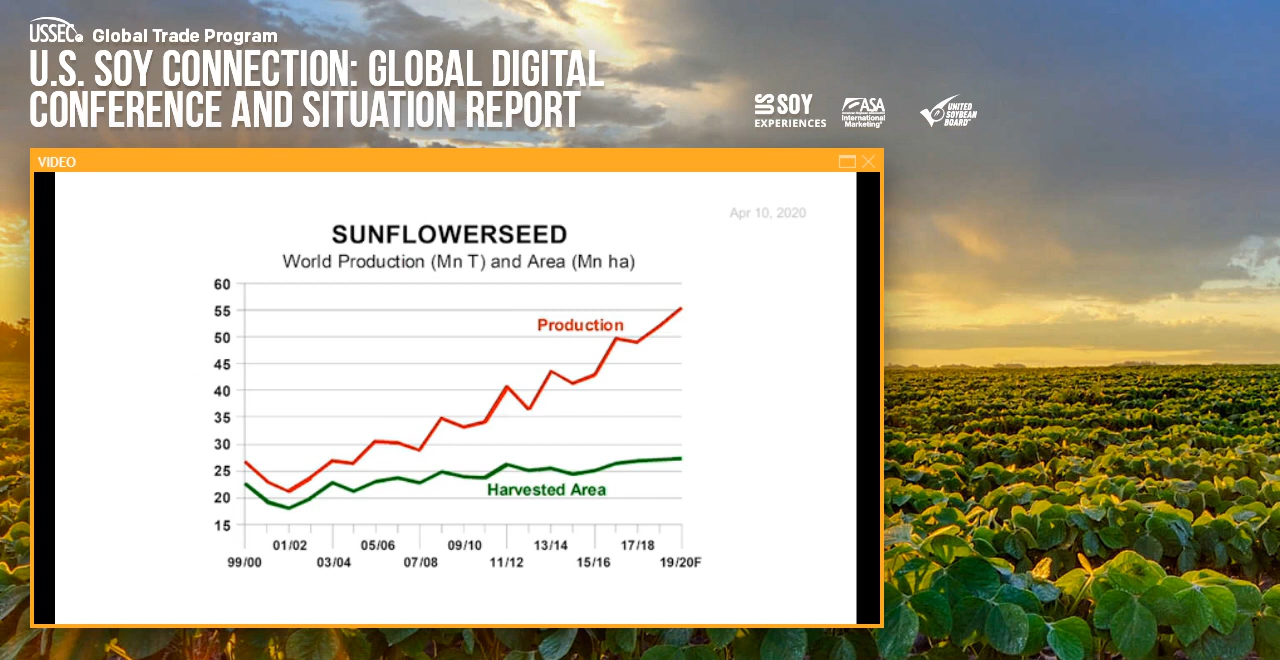 USSEC Global Trade Program
U.S. SOY CONNECTION: GLOBAL DIGITAL
CONFERENCE AND SITUATION REPORT
US SOY
EXPERIENCES
ASA
International
Marketing
UNITED
SOYBEAN
BOARD
VIDEO
Apr 10, 2020
SUNFLOWERSEED
World Production (Mn T) and Area (Mn ha)
60
55
Production
50
45
40
35
30
25
Harvested Area
20
15
01/02 05/06 09/10 13/14 17/18
99/00 03/04 07/08 11/12 15/16 19/20F